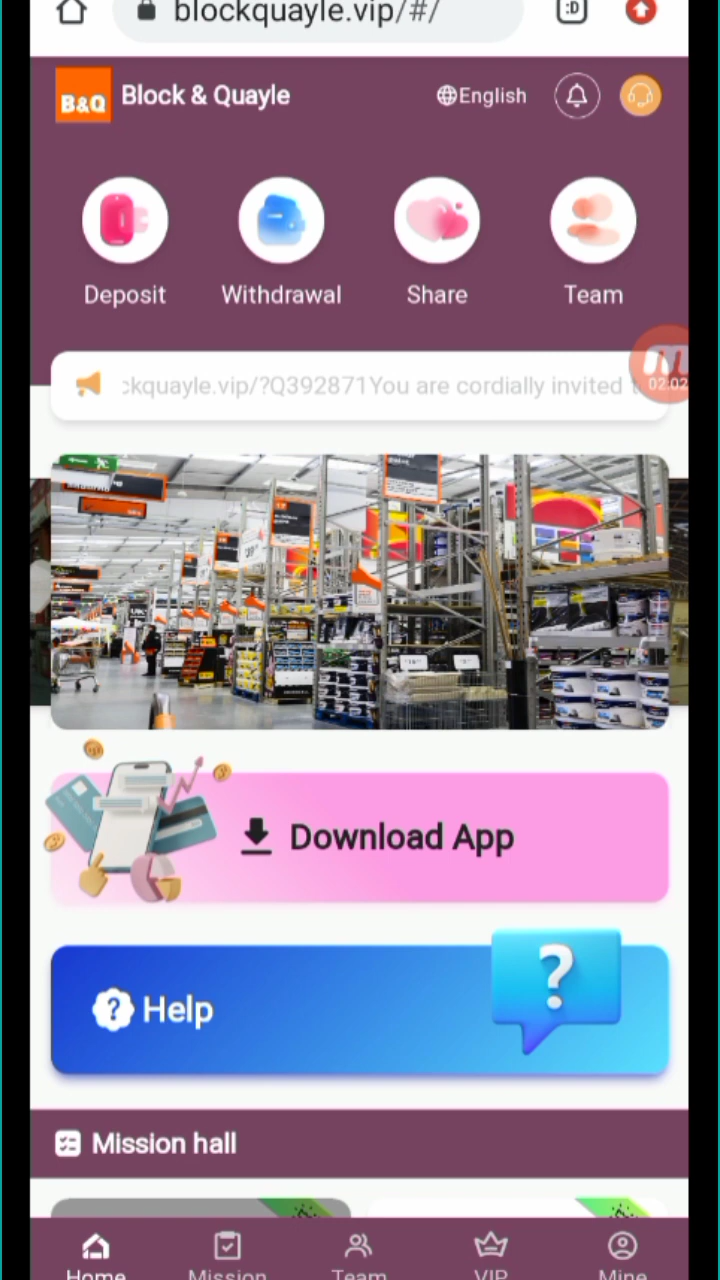 blockquayle.vip/#/
:D
B&Q
Block & Quayle
English
Deposit
Withdrawal
Share
Team
ckquayle.vip/?Q392871You are cordially invited t
02:02
Download App
Help
?
Mission hall
Home
Mission
Team
VIP
Mine